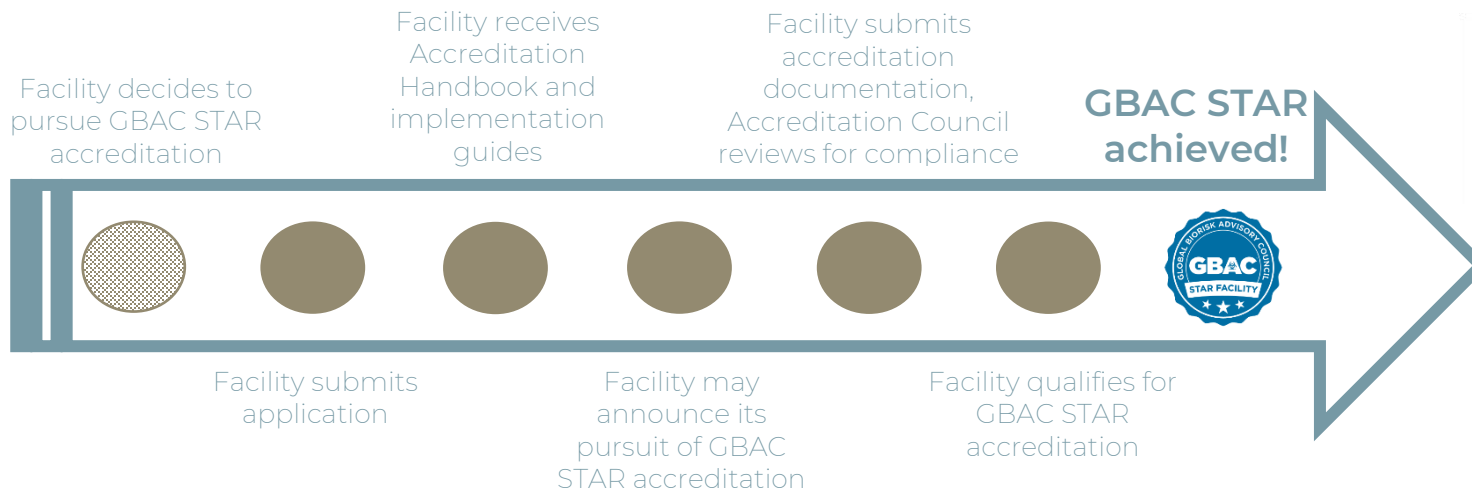 Facility decides to
pursue GBAC STAR
accreditation
Facility submits
application
Facility receives
Accreditation
Handbook and
implementation
guides
Facility may
announce its
pursuit of GBAC
STAR accreditation
Facility submits
accreditation
documentation,
Accreditation Council
reviews for compliance
Facility qualifies for
GBAC STAR
accreditation
GBAC STAR
achieved!
GLOBAL BIORISK ADVISORY COUNCIL
GBAC
STAR FACILITY